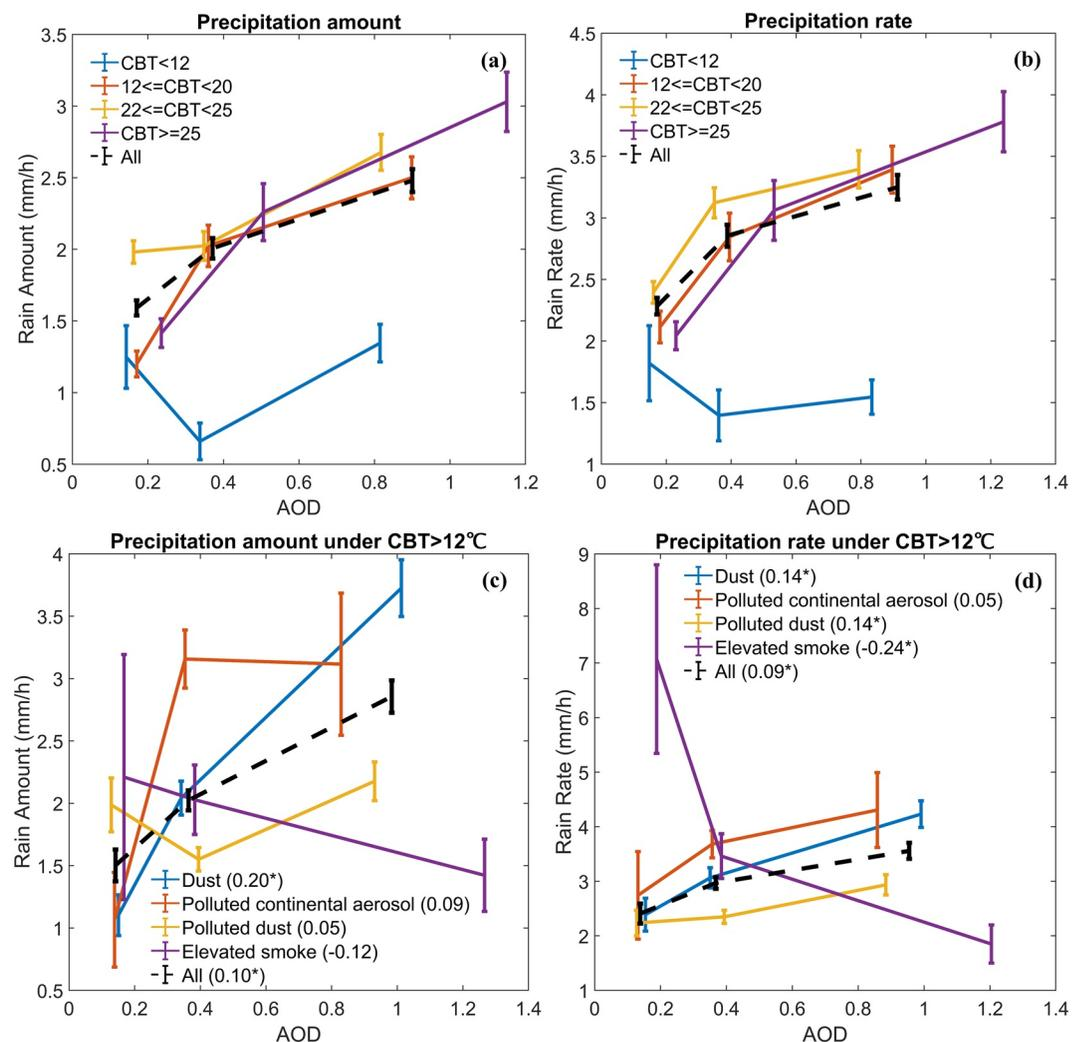 Precipitation amount
(a)
CBT<12
12<=CBT<20
22<=CBT<25
CBT>=25
All
Rain Amount (mm/h)
3.5
3
2.5
2
1.5
1
0.5
0 0.2 0.4 0.6 0.8 1 1.2
AOD
Precipitation rate
(b)
CBT<12
12<=CBT<20
22<=CBT<25
CBT>=25
All
Rain Rate (mm/h)
4.5
4
3.5
3
2.5
2
1.5
1
0 0.2 0.4 0.6 0.8 1 1.2 1.4
AOD
Precipitation amount under CBT>12℃
(c)
Rain Amount (mm/h)
4
3.5
3
2.5
2
1.5
1
0.5
Dust (0.20*)
Polluted continental aerosol (0.09)
Polluted dust (0.05)
Elevated smoke (-0.12)
All (0.10*)
0 0.2 0.4 0.6 0.8 1 1.2 1.4
AOD
Precipitation rate under CBT>12℃
(d)
Dust (0.14*)
Polluted continental aerosol (0.05)
Polluted dust (0.14*)
Elevated smoke (-0.24*)
All (0.09*)
Rain Rate (mm/h)
9
8
7
6
5
4
3
2
1
0 0.2 0.4 0.6 0.8 1 1.2 1.4
AOD